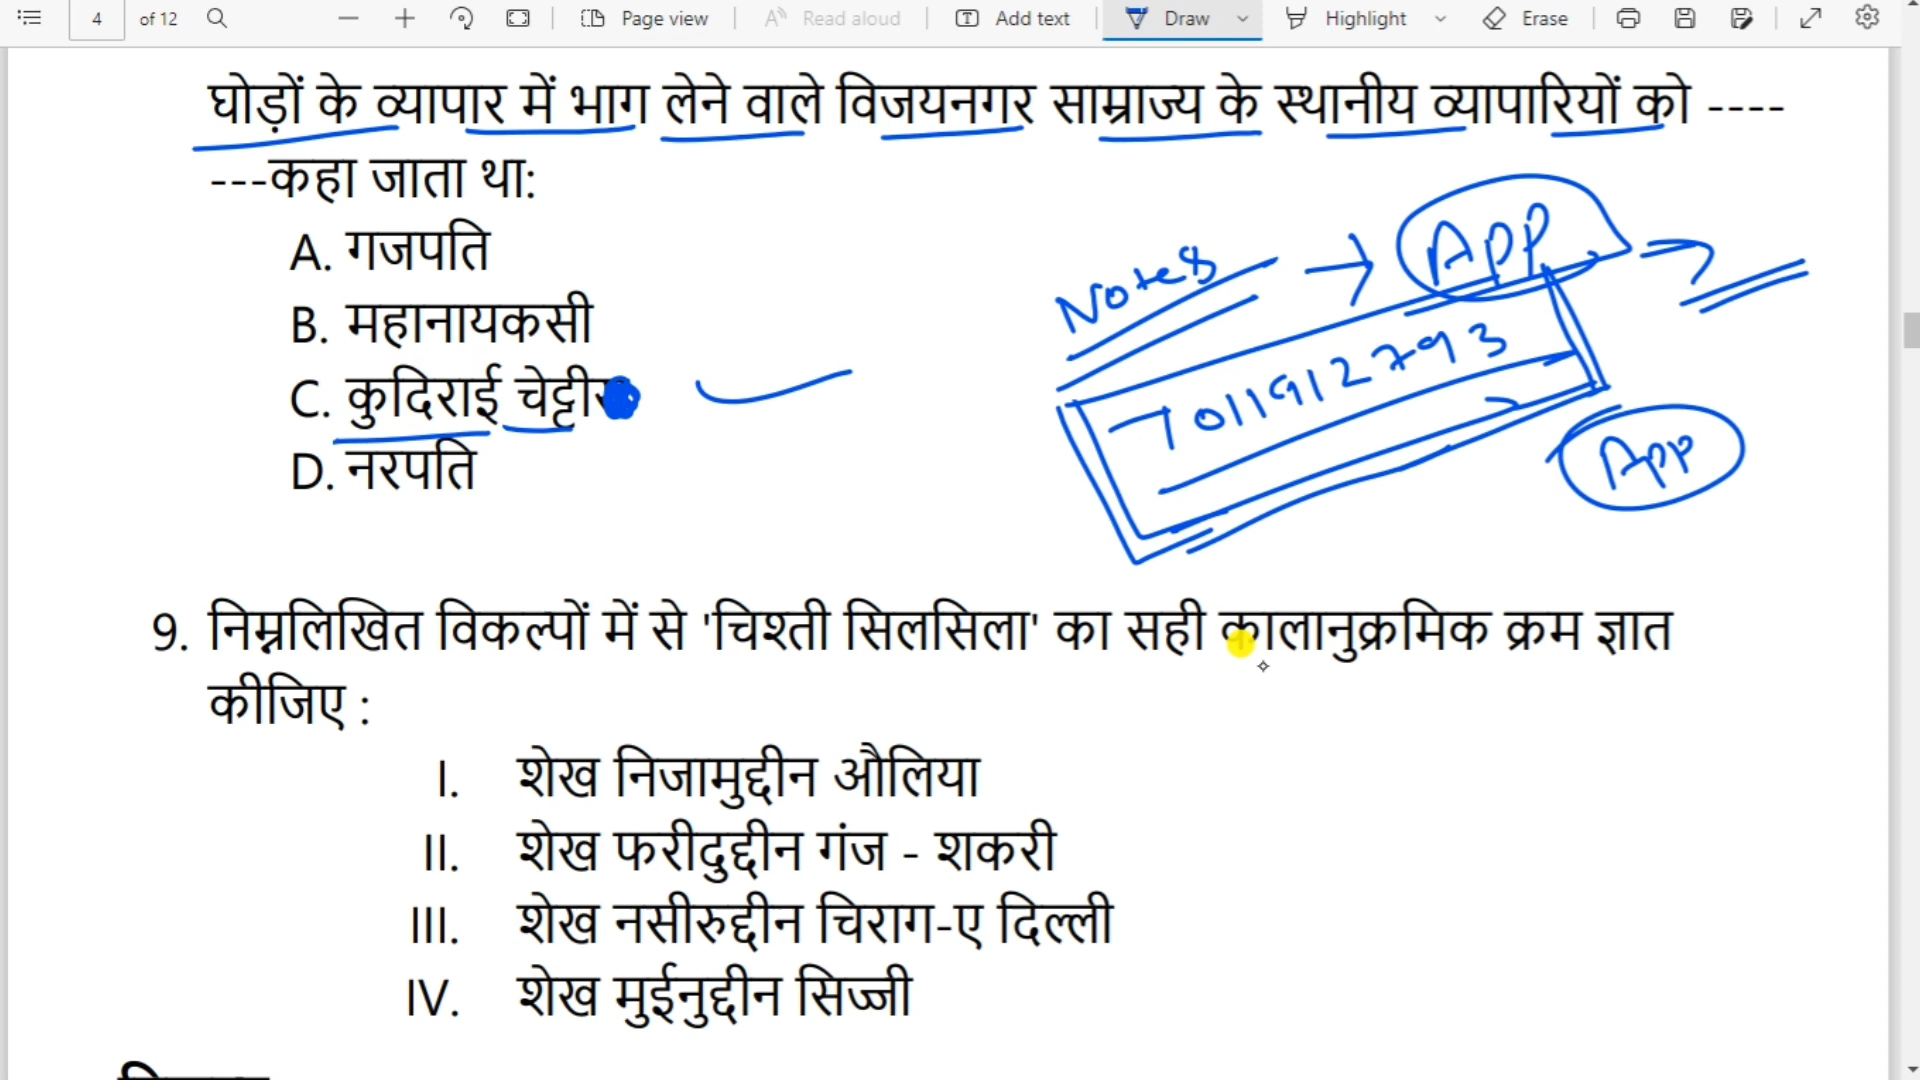 4 of 12 Page view Read aloud Add text Draw Highlight Erase
घोड़ों के व्यापार में भाग लेने वाले विजयनगर साम्राज्य के स्थानीय व्यापारियों को ----
---कहा जाता था:
A. गजपति
B. महानायकसी
C. कुदिराई चेट्टी
D. नरपति
Notes → App →
7011912793
App
9. निम्नलिखित विकल्पों में से 'चिश्ती सिलसिला' का सही कालानुक्रमिक क्रम ज्ञात
कीजिए :
I. शेख निजामुद्दीन औलिया
II. शेख फरीदुद्दीन गंज - शकरी
III. शेख नसीरुद्दीन चिराग-ए दिल्ली
IV. शेख मुईनुद्दीन सिज्जी